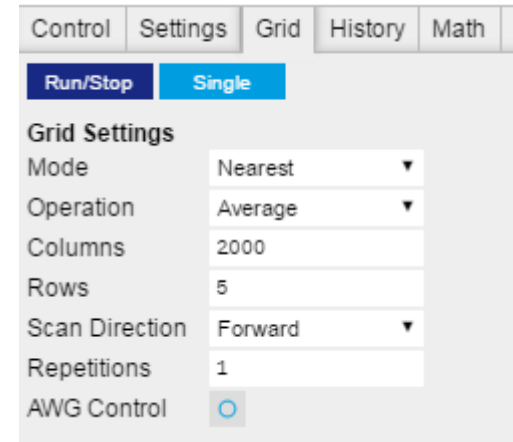 Control Settings Grid History Math
Run/Stop Single
Grid Settings
Mode Nearest
Operation Average
Columns 2000
Rows 5
Scan Direction Forward
Repetitions 1
AWG Control